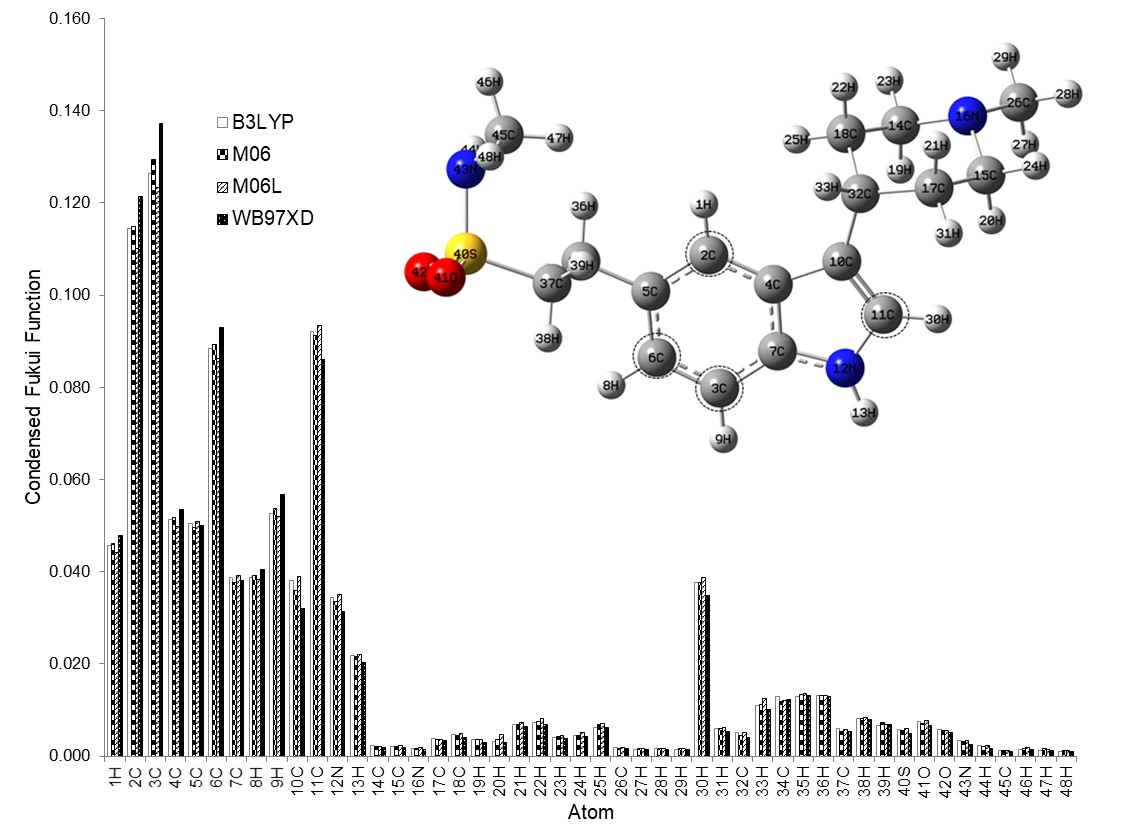 0.160
0.140
0.120
0.100
0.080
0.060
0.040
0.020
0.000
Condensed Fukui Function
B3LYP
M06
M06L
WB97XD
46H
45C
47H
48H
43N
36H
40S
39H
41O
37C
38H
1H
2C
5C
4C
6C
7C
3C
8H
9H
10C
11C
30H
12N
13H
29H
28H
26C
27H
24H
23H
22H
14C
16N
25H
18C
21H
19H
15C
33H
32C
17C
20H
31H
1H 2C 3C 4C 5C 6C 7C 8H 9H 10C 11C 12N 13H 14C 15C 16N 17C 18C 19H 20H 21H 22H 23H 24H 25H 26C 27H 28H 29H 30H 31H 32C 33H 34C 35H 36H 37C 38H 39H 40S 41O 42O 43N 44H 45C 46H 47H 48H
Atom